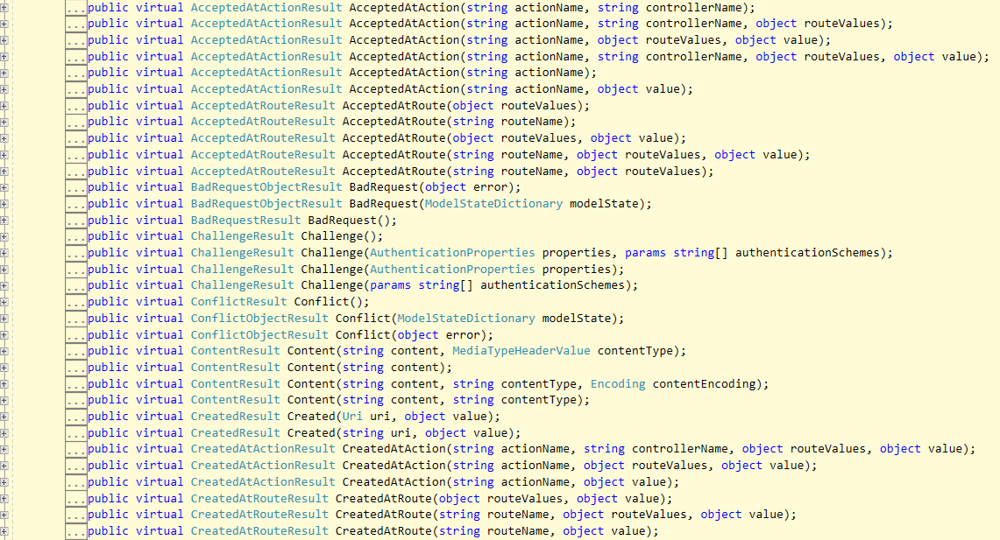 ...public virtual AcceptedAtActionResult AcceptedAtAction(string actionName, string controllerName);
...public virtual AcceptedAtActionResult AcceptedAtAction(string actionName, string controllerName, object routeValues);
...public virtual AcceptedAtActionResult AcceptedAtAction(string actionName, object routeValues, object value);
...public virtual AcceptedAtActionResult AcceptedAtAction(string actionName, string controllerName, object routeValues, object value);
...public virtual AcceptedAtActionResult AcceptedAtAction(string actionName);
...public virtual AcceptedAtActionResult AcceptedAtAction(string actionName, object value);
...public virtual AcceptedAtRouteResult AcceptedAtRoute(object routeValues);
...public virtual AcceptedAtRouteResult AcceptedAtRoute(string routeName);
...public virtual AcceptedAtRouteResult AcceptedAtRoute(object routeValues, object value);
...public virtual AcceptedAtRouteResult AcceptedAtRoute(string routeName, object routeValues, object value);
...public virtual AcceptedAtRouteResult AcceptedAtRoute(string routeName, object routeValues);
...public virtual BadRequestObjectResult BadRequest(object error);
...public virtual BadRequestObjectResult BadRequest(ModelStateDictionary modelState);
...public virtual BadRequestResult BadRequest();
...public virtual ChallengeResult Challenge();
...public virtual ChallengeResult Challenge(AuthenticationProperties properties, params string[] authenticationSchemes);
...public virtual ChallengeResult Challenge(AuthenticationProperties properties);
...public virtual ChallengeResult Challenge(params string[] authenticationSchemes);
...public virtual ConflictResult Conflict();
...public virtual ConflictObjectResult Conflict(ModelStateDictionary modelState);
...public virtual ConflictObjectResult Conflict(object error);
...public virtual ContentResult Content(string content, MediaTypeHeaderValue contentType);
...public virtual ContentResult Content(string content);
...public virtual ContentResult Content(string content, string contentType, Encoding contentEncoding);
...public virtual ContentResult Content(string content, string contentType);
...public virtual CreatedResult Created(Uri uri, object value);
...public virtual CreatedResult Created(string uri, object value);
...public virtual CreatedAtActionResult CreatedAtAction(string actionName, string controllerName, object routeValues, object value);
...public virtual CreatedAtActionResult CreatedAtAction(string actionName, object routeValues, object value);
...public virtual CreatedAtActionResult CreatedAtAction(string actionName, object value);
...public virtual CreatedAtRouteResult CreatedAtRoute(object routeValues, object value);
...public virtual CreatedAtRouteResult CreatedAtRoute(string routeName, object routeValues, object value);
...public virtual CreatedAtRouteResult CreatedAtRoute(string routeName, object value);